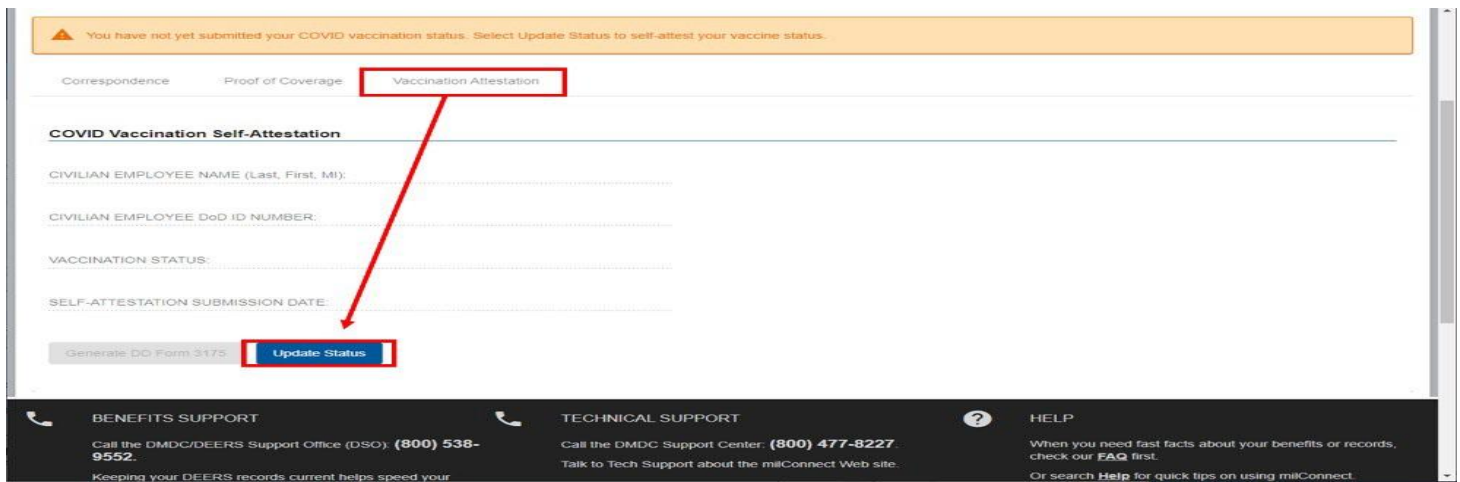 You have not yet submitted your COVID vaccination status. Select Update Status to self-attest your vaccine status.
Correspondence Proof of Coverage Vaccination Attestation
COVID Vaccination Self-Attestation
CIVILIAN EMPLOYEE NAME (Last, First, MI):
CIVILIAN EMPLOYEE DoD ID NUMBER:
VACCINATION STATUS:
SELF-ATTESTATION SUBMISSION DATE:
Generate DD Form 3175 Update Status
BENEFITS SUPPORT
Call the DMDC/DEERS Support Office (DSO): (800) 538-
9552.
Keeping your DEERS records current helps speed your
TECHNICAL SUPPORT
Call the DMDC Support Center: (800) 477-8227.
Talk to Tech Support about the milConnect Web site.
HELP
When you need fast facts about your benefits or records,
check our FAQ first.
Or search Help for quick tips on using milConnect.